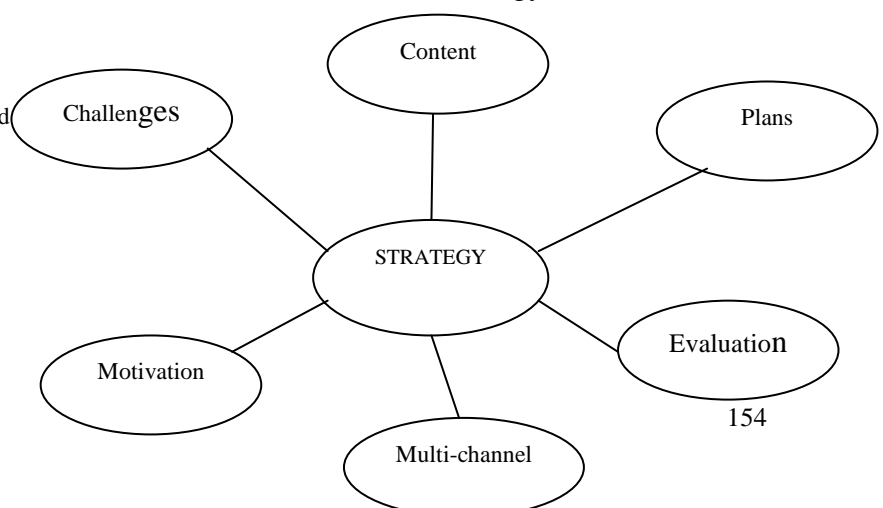 Content
Challenges
d
Plans
STRATEGY
Evaluation
Motivation
154
Multi-channel